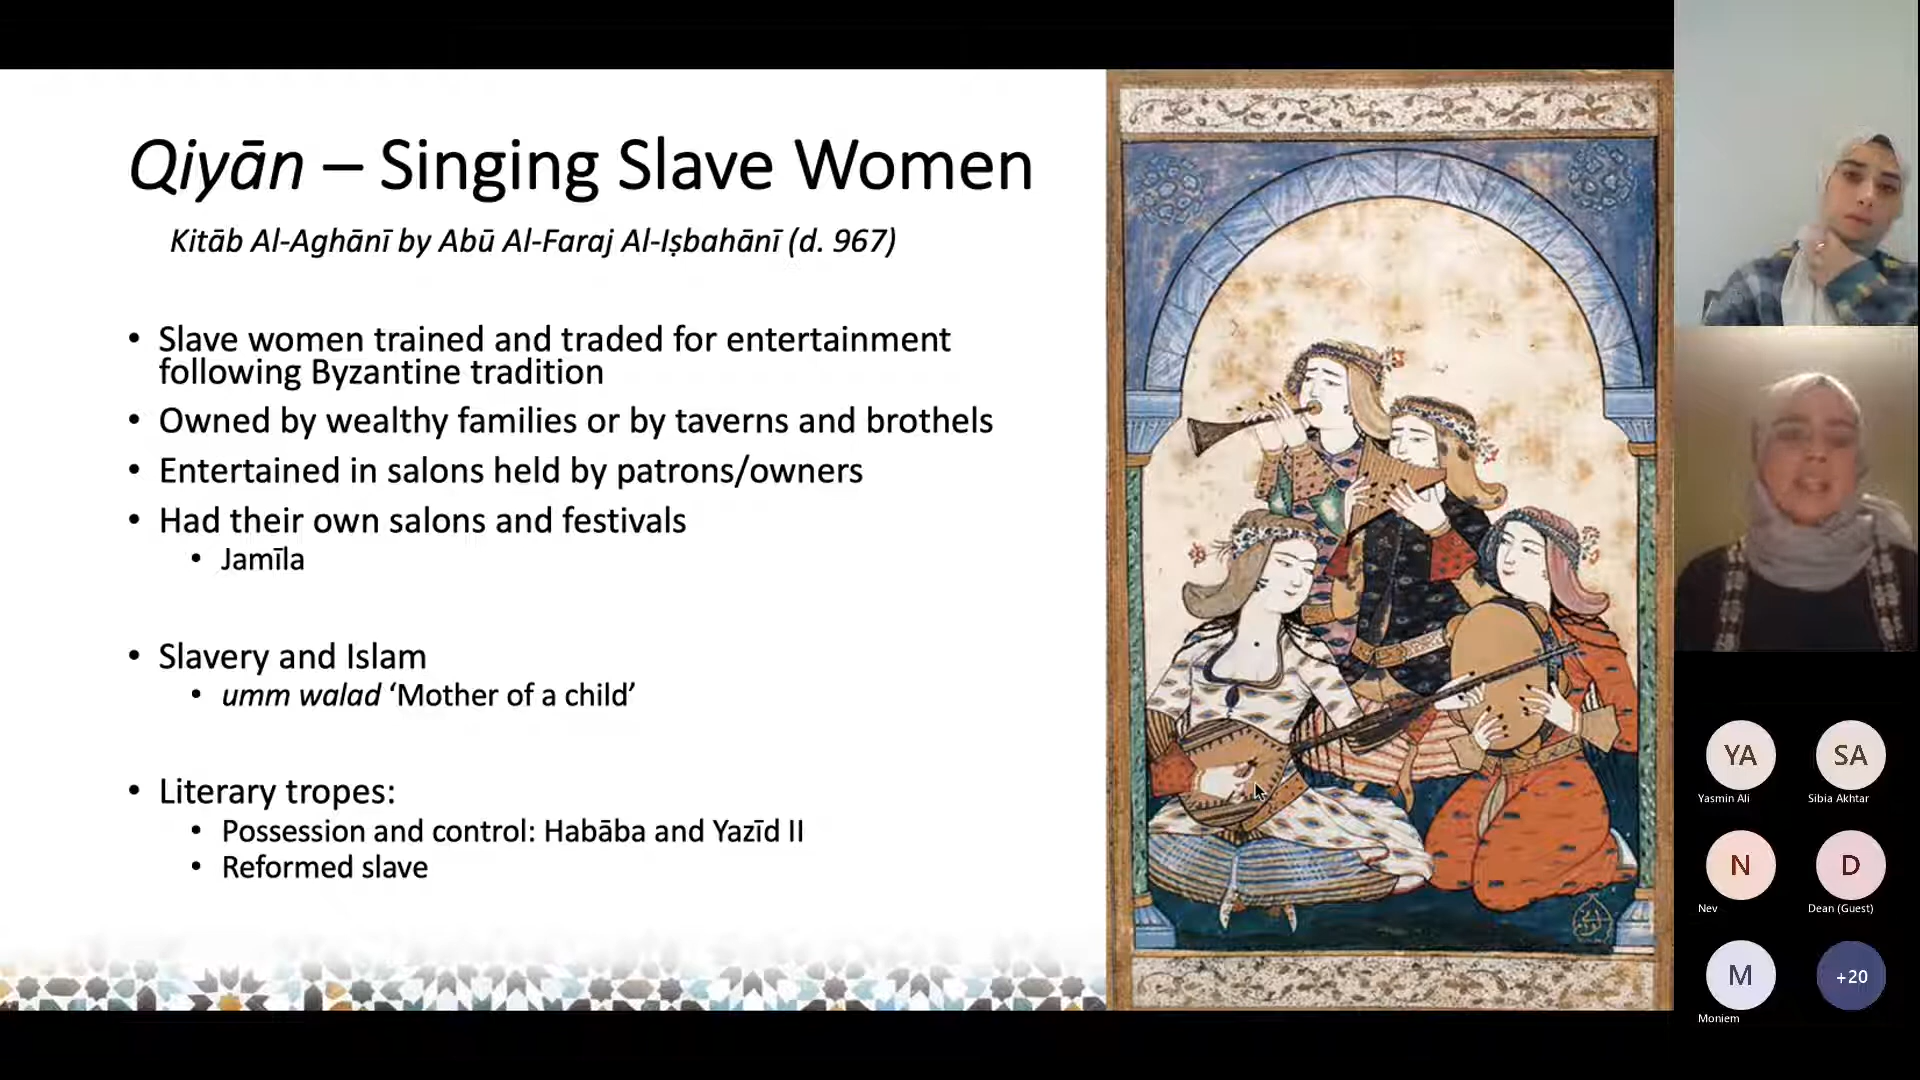 Qiyān – Singing Slave Women
Kitāb Al-Aghānī by Abū Al-Faraj Al-Iṣbahānī (d. 967)
• Slave women trained and traded for entertainment
following Byzantine tradition
• Owned by wealthy families or by taverns and brothels
• Entertained in salons held by patrons/owners
• Had their own salons and festivals
• Jamīla
• Slavery and Islam
• umm walad ‘Mother of a child’
• Literary tropes:
• Possession and control: Habāba and Yazīd II
• Reformed slave
YA
SA
Yasmin Ali
Sibia Akhtar
N
D
Nev
Dean (Guest)
M
+20
Moniem